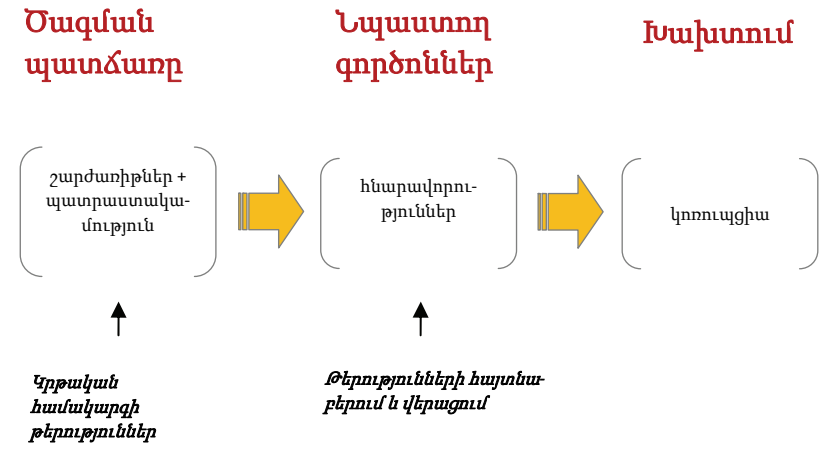 Ծագման
պատճառը
Նպաստող
գործոններ
Խախտում
շարժառիթներ +
պատրաստակա-
մություն
հնարավորու-
թյուններ
կոռուպցիա
Կրթական
համակարգի
թերություններ
Թերությունների հայտնա-
բերում և վերացում